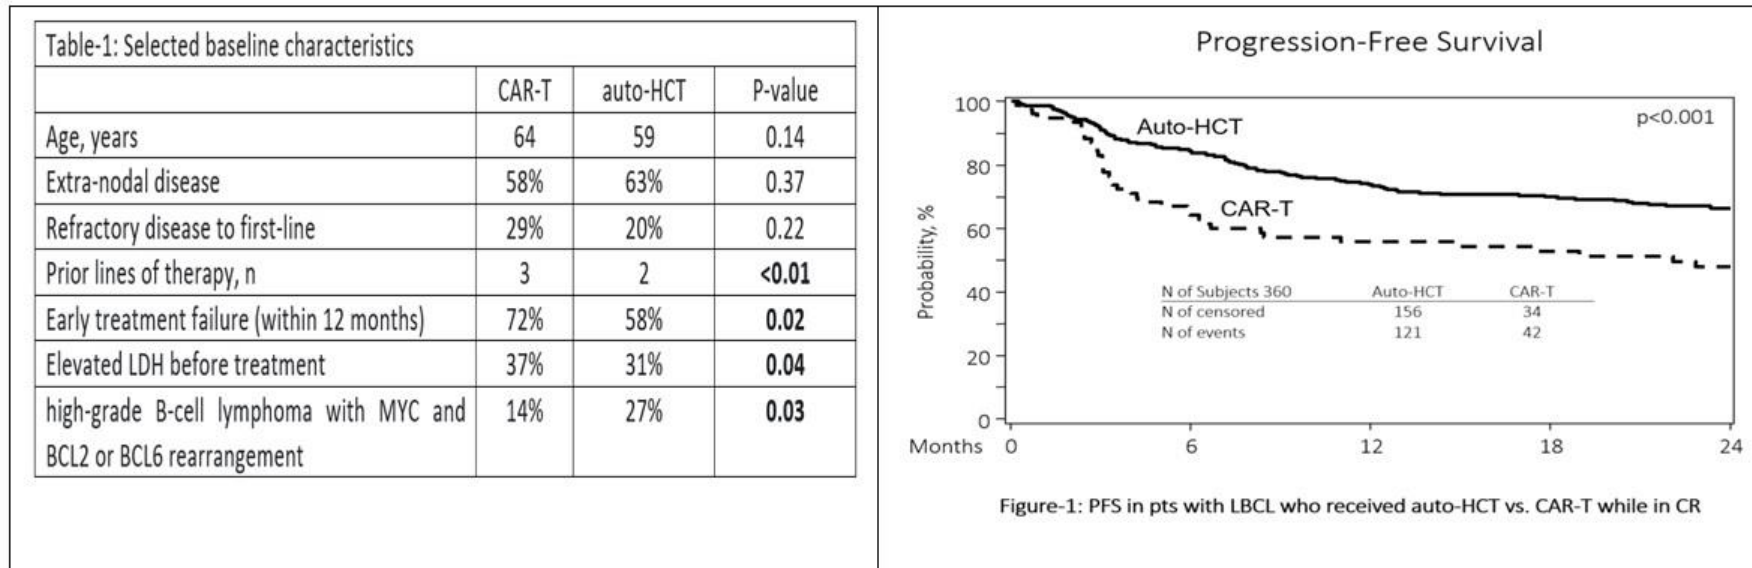 Table-1: Selected baseline characteristics
CAR-T auto-HCT P-value
Age, years 64 59 0.14
Extra-nodal disease 58% 63% 0.37
Refractory disease to first-line 29% 20% 0.22
Prior lines of therapy, n 3 2 <0.01
Early treatment failure (within 12 months) 72% 58% 0.02
Elevated LDH before treatment 37% 31% 0.04
high-grade B-cell lymphoma with MYC and 14% 27% 0.03
BCL2 or BCL6 rearrangement
Progression-Free Survival
100
80
60
40
20
0
Probability, %
p<0.001
Auto-HCT
CAR-T
N of Subjects 360 Auto-HCT CAR-T
N of censored 156 34
N of events 121 42
Months 0 6 12 18 24
Figure-1: PFS in pts with LBCL who received auto-HCT vs. CAR-T while in CR